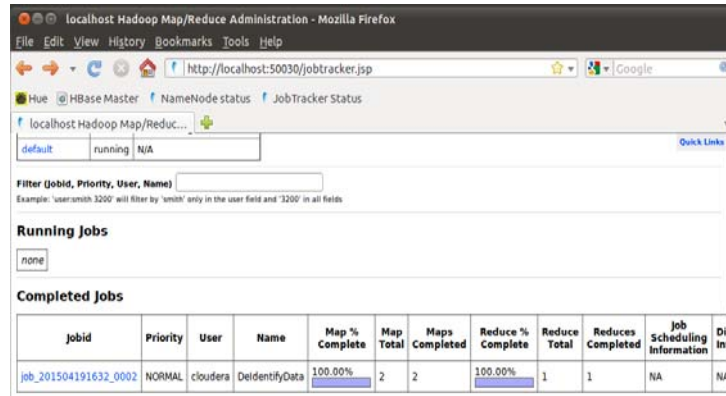 localhost Hadoop Map/Reduce Administration - Mozilla Firefox
File Edit View History Bookmarks Tools Help
http://localhost:50030/jobtracker.jsp Google
Hue HBase Master NameNode status JobTracker Status
localhost Hadoop Map/Reduc...
default running N/A
Quick Links
Filter (Jobid, Priority, User, Name)
Example: 'user:smith 3200' will filter by 'smith' only in the user field and '3200' in all fields
Running Jobs
none
Completed Jobs
Jobid Priority User Name Map % Complete Map Total Maps Completed Reduce % Complete Reduce Total Reduces Completed Job Scheduling Information
job_201504191632_0002 NORMAL cloudera DeIdentifyData 100.00% 2 2 100.00% 1 1 NA